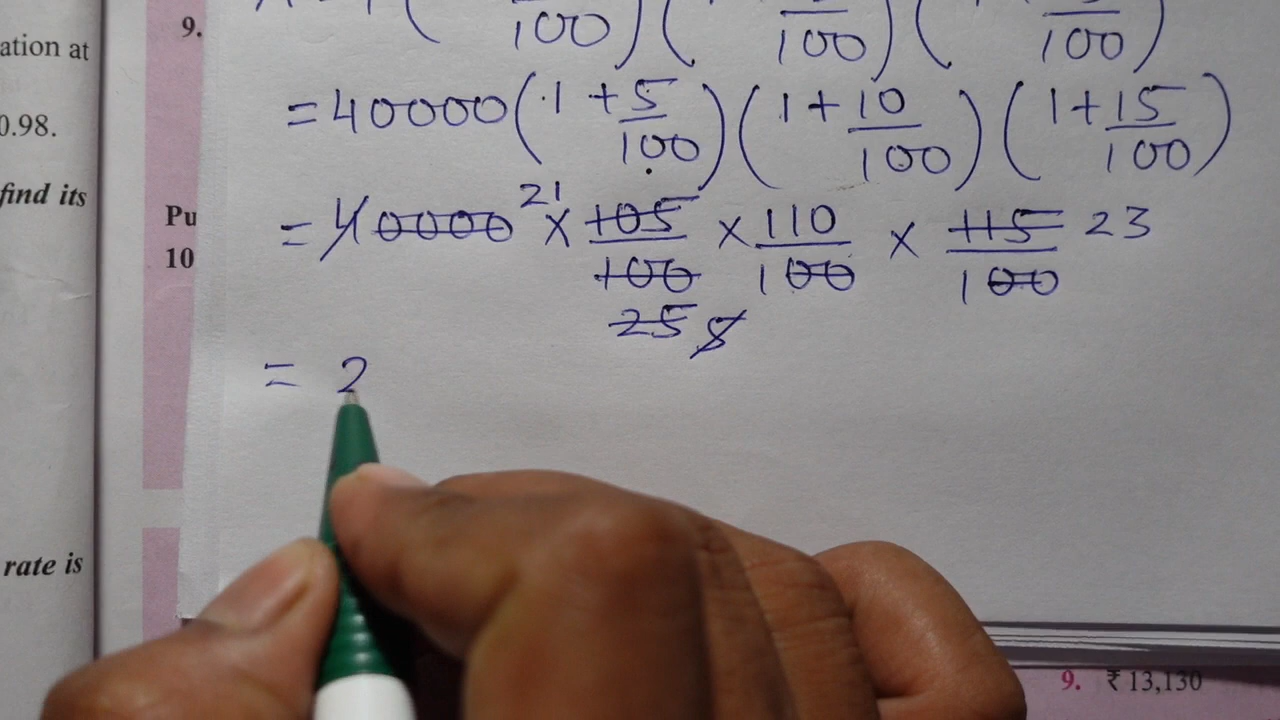 9.
ation at
100 ) ( 100 ) ( 100 )
= 40000 ( 1 + 5/100 ) ( 1 + 10/100 ) ( 1 + 15/100 )
0.98.
find its
Pu
10
= 40000 21 × 105/100 × 110/100 × 115/100 23
25 5
= 2
rate is
9. ₹ 13,130